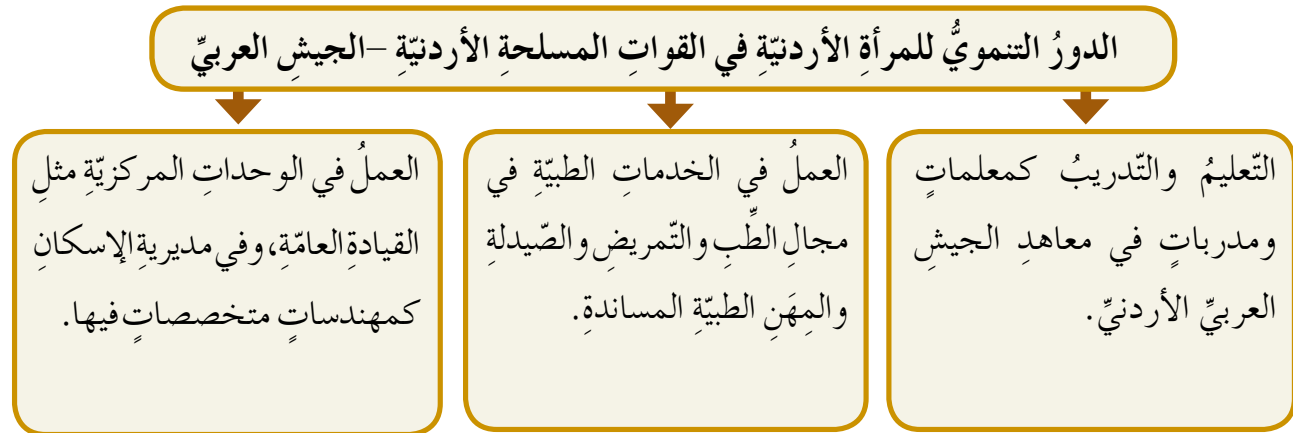 الدورُ التنمويُّ للمرأةِ الأردنيّةِ في القواتِ المسلحةِ الأردنيّةِ –الجيشِ العربيِّ
التّعليمُ والتّدريبُ كمعلماتٍ
ومدرباتٍ في معاهدِ الجيشِ
العربيِّ الأردنيِّ.
العملُ في الخدماتِ الطبيّةِ في
مجالِ الطِّبِ والتّمريضِ والصّيدلةِ
والمِهَنِ الطبيّةِ المساندةِ.
العملُ في الوحداتِ المركزيّةِ مثلِ
القيادةِ العامّةِ، وفي مديريةِ الإسكانِ
كمهندساتٍ متخصصاتٍ فيها.